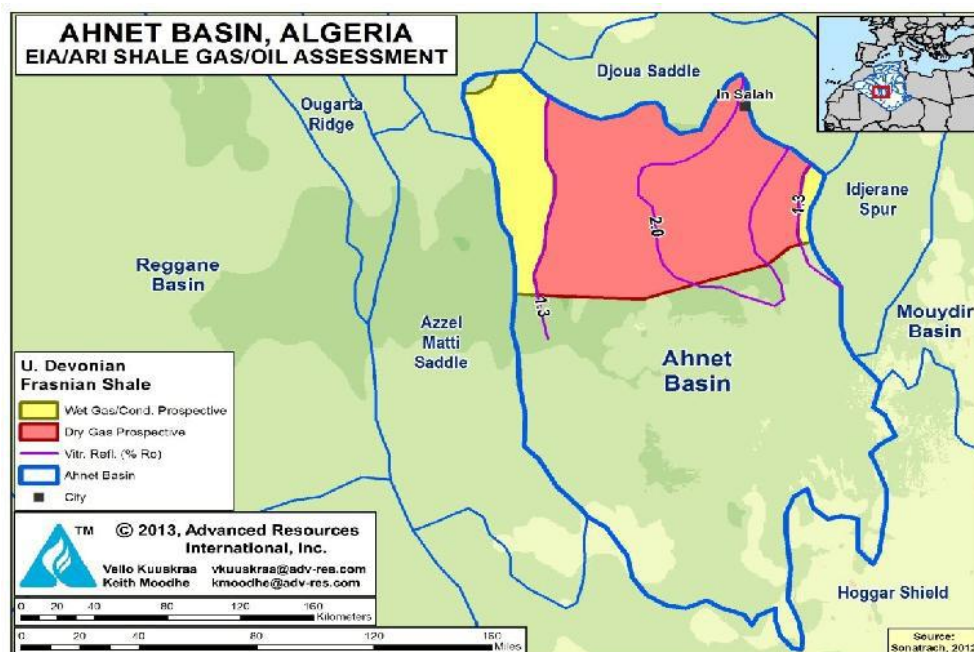 AHNET BASIN, ALGERIA
EIA/ARI SHALE GAS/OIL ASSESSMENT
Djoua Saddle
In Salah
Ougarta
Ridge
Idjerane
Spur
1.3
2.0
Reggane
Basin
1.3
Azzel
Matti
Saddle
Mouydir
Basin
Ahnet
Basin
U. Devonian
Frasnian Shale
Wet Gas/Cond. Prospective
Dry Gas Prospective
Vitr. Refl. (% Ro)
Ahnet Basin
City
TM
© 2013, Advanced Resources
International, Inc.
Vello Kuuskraa vkuuskraa@adv-res.com
Keith Moodhe kmoodhe@adv-res.com
0 20 40 80 120 160
Kilometers
0 20 40 80 120 160
Miles
Hoggar Shield
Source:
Sonatrach, 2012